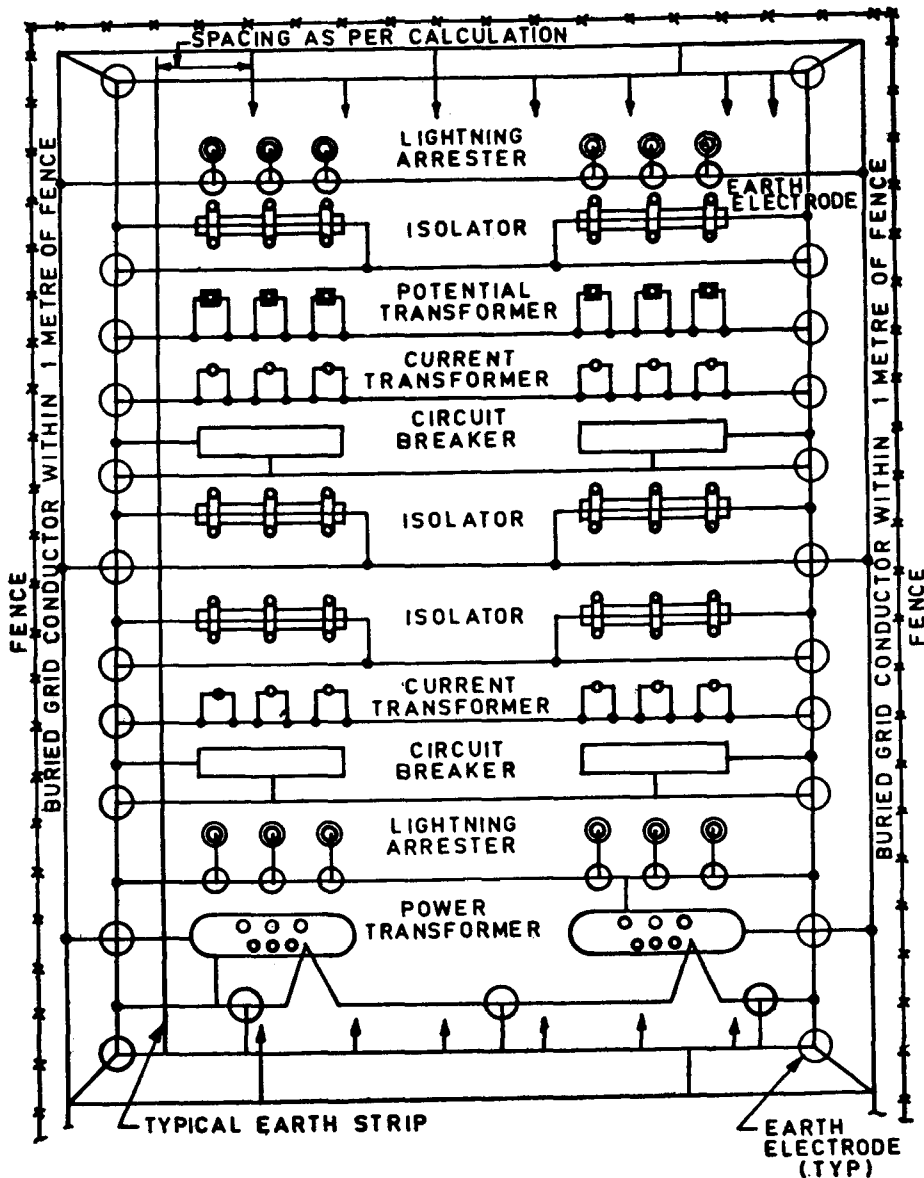 SPACING AS PER CALCULATION
LIGHTNING
ARRESTER
EARTH
ELECTRODE
ISOLATOR
POTENTIAL
TRANSFORMER
CURRENT
TRANSFORMER
CIRCUIT
BREAKER
ISOLATOR
ISOLATOR
CURRENT
TRANSFORMER
CIRCUIT
BREAKER
LIGHTNING
ARRESTER
POWER
TRANSFORMER
FENCE
BURIED GRID CONDUCTOR WITHIN 1 METRE OF FENCE
BURIED GRID CONDUCTOR WITHIN 1 METRE OF FENCE
FENCE
TYPICAL EARTH STRIP
EARTH
ELECTRODE
(TYP)